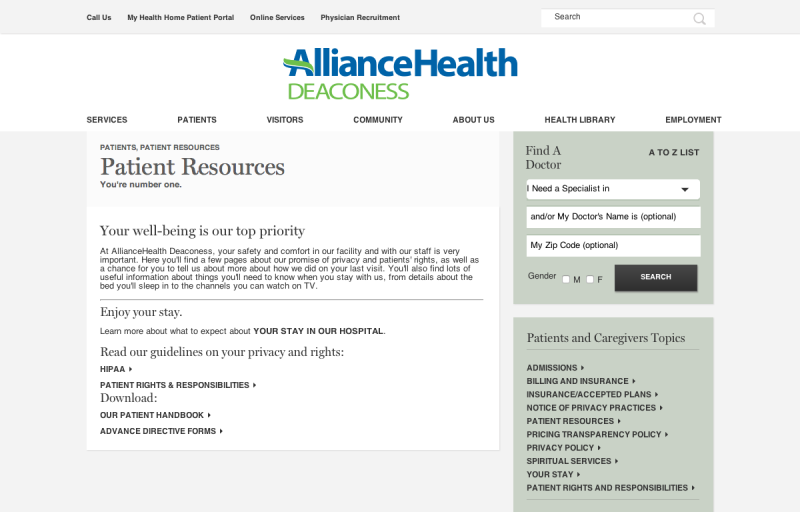 Call Us My Health Home Patient Portal Online Services Physician Recruitment Search
AllianceHealth
DEACONESS
SERVICES PATIENTS VISITORS COMMUNITY ABOUT US HEALTH LIBRARY EMPLOYMENT
PATIENTS, PATIENT RESOURCES
Patient Resources
You're number one.
Your well-being is our top priority
At AllianceHealth Deaconess, your safety and comfort in our facility and with our staff is very
important. Here you'll find a few pages about our promise of privacy and patients' rights, as well as
a chance for you to tell us about more about how we did on your last visit. You'll also find lots of
useful information about things you'll need to know when you stay with us, from details about the
bed you'll sleep in to the channels you can watch on TV.
Enjoy your stay.
Learn more about what to expect about YOUR STAY IN OUR HOSPITAL.
Read our guidelines on your privacy and rights:
HIPAA
PATIENT RIGHTS & RESPONSIBILITIES
Download:
OUR PATIENT HANDBOOK
ADVANCE DIRECTIVE FORMS
Find A
Doctor
A TO Z LIST
I Need a Specialist in
and/or My Doctor's Name is (optional)
My Zip Code (optional)
Gender M F SEARCH
Patients and Caregivers Topics
ADMISSIONS
BILLING AND INSURANCE
INSURANCE/ACCEPTED PLANS
NOTICE OF PRIVACY PRACTICES
PATIENT RESOURCES
PRICING TRANSPARENCY POLICY
PRIVACY POLICY
SPIRITUAL SERVICES
YOUR STAY
PATIENT RIGHTS AND RESPONSIBILITIES